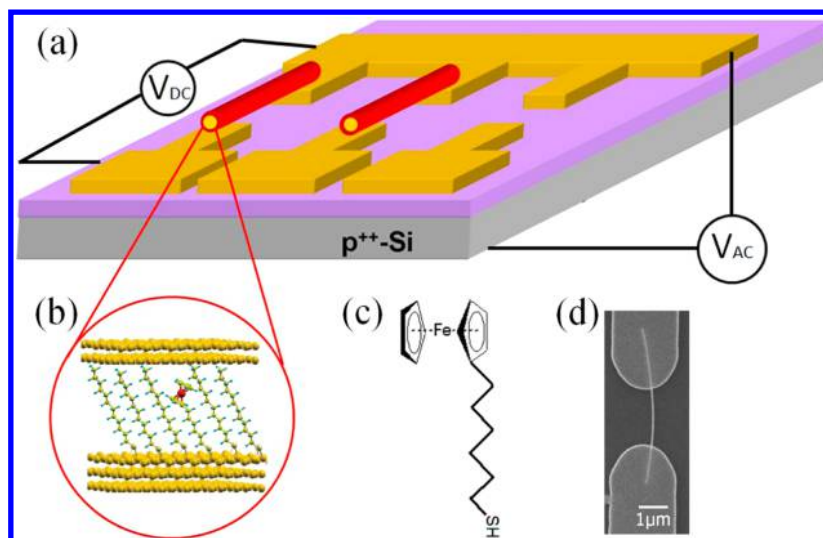 (a)
VDC
p++-Si
VAC
(b)
(c)
(d)
Fe
SH
1μm